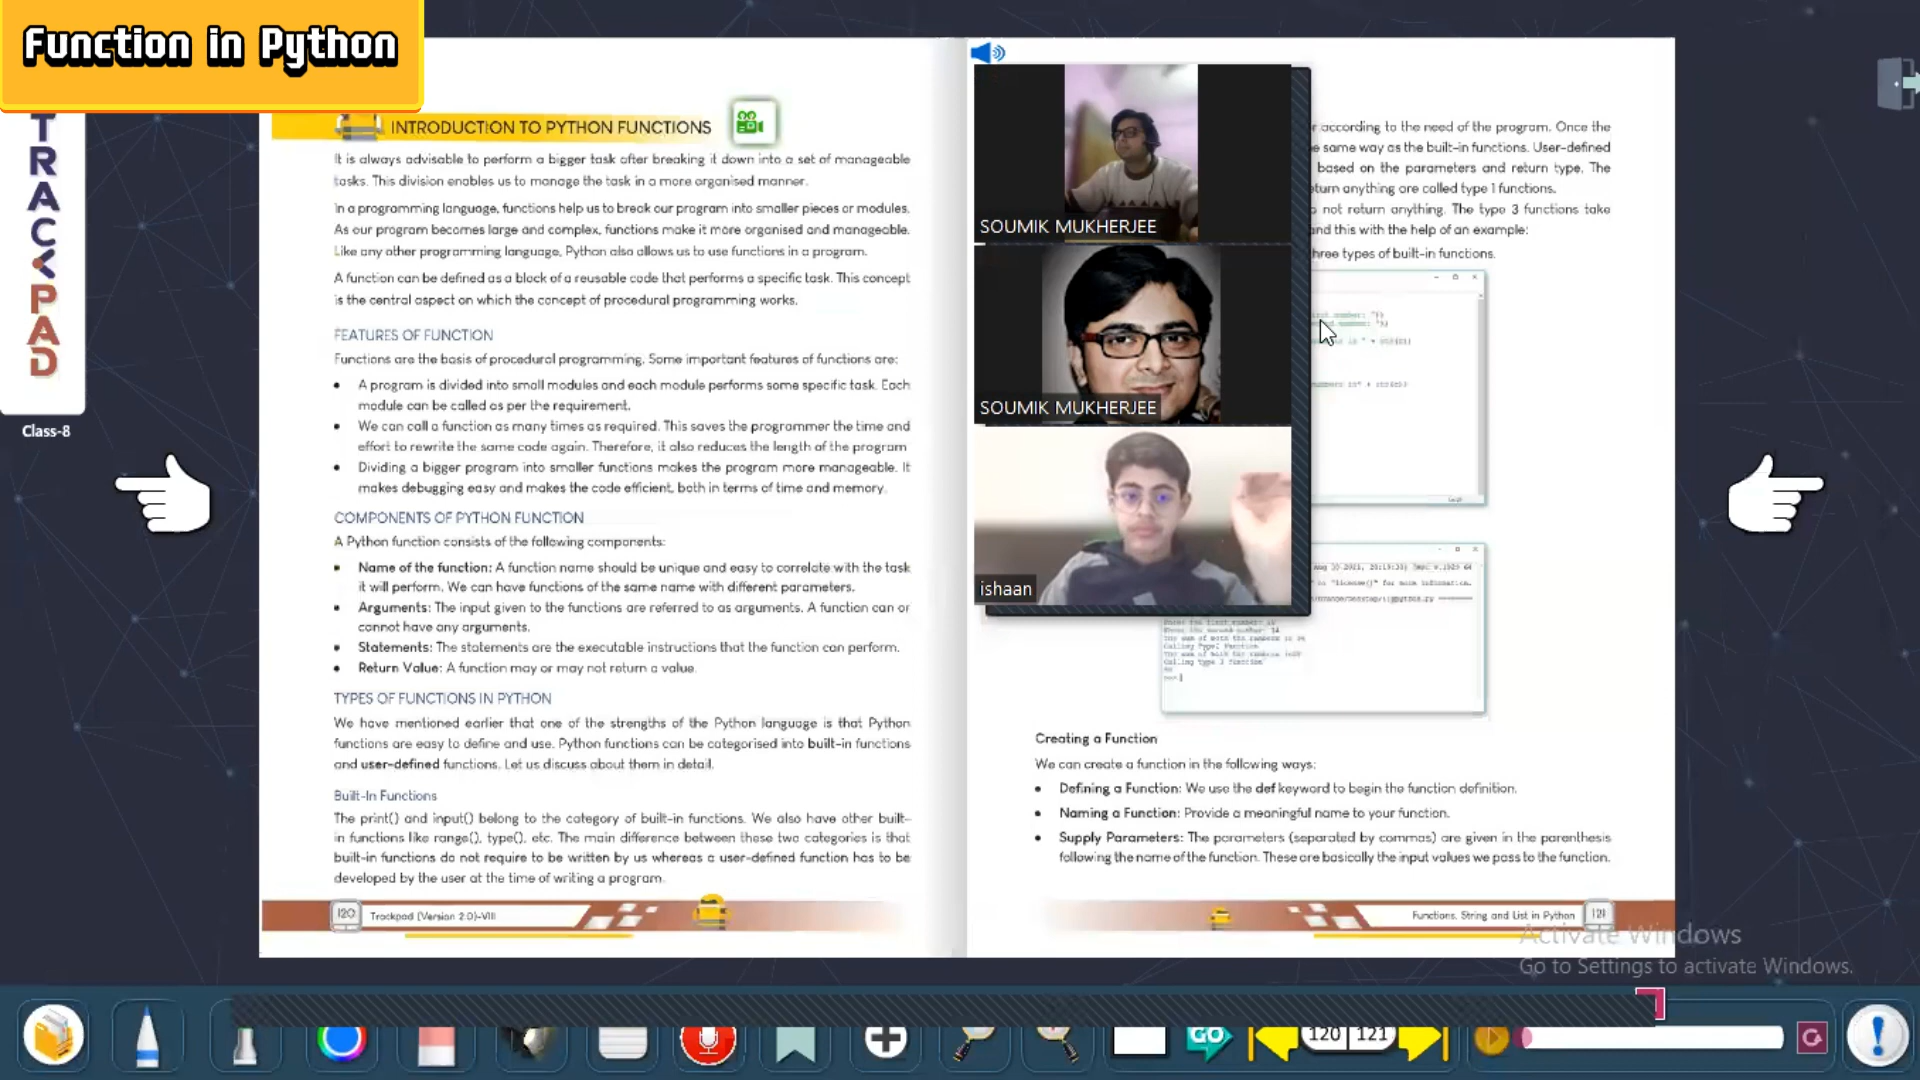 Function in Python
TRACKPAD
Class-8
INTRODUCTION TO PYTHON FUNCTIONS
It is always advisable to perform a bigger task after breaking it down into a set of manageable
tasks. This division enables us to manage the task in a more organised manner.
In a programming language, functions help us to break our program into smaller pieces or modules.
As our program becomes large and complex, functions make it more organised and manageable.
Like any other programming language, Python also allows us to use functions in a program.
A function can be defined as a block of a reusable code that performs a specific task. This concept
is the central aspect on which the concept of procedural programming works.
FEATURES OF FUNCTION
Functions are the basis of procedural programming. Some important features of functions are:
• A program is divided into small modules and each module performs some specific task. Each
module can be called as per the requirement.
• We can call a function as many times as required. This saves the programmer the time and
effort to rewrite the same code again. Therefore, it also reduces the length of the program
• Dividing a bigger program into smaller functions makes the program more manageable. It
makes debugging easy and makes the code efficient, both in terms of time and memory.
COMPONENTS OF PYTHON FUNCTION
A Python function consists of the following components:
• Name of the function: A function name should be unique and easy to correlate with the task
it will perform. We can have functions of the same name with different parameters.
• Arguments: The input given to the functions are referred to as arguments. A function can or
cannot have any arguments.
• Statements: The statements are the executable instructions that the function can perform.
• Return Value: A function may or may not return a value.
TYPES OF FUNCTIONS IN PYTHON
We have mentioned earlier that one of the strengths of the Python language is that Python
functions are easy to define and use. Python functions can be categorised into built-in functions
and user-defined functions. Let us discuss about them in detail.
Built-In Functions
The print() and input() belong to the category of built-in functions. We also have other built-
in functions like range(), type(), etc. The main difference between these two categories is that
built-in functions do not require to be written by us whereas a user-defined function has to be
developed by the user at the time of writing a program.
120 Trackpad (Version 2.0)-VIII
according to the need of the program. Once the
same way as the built-in functions. User-defined
based on the parameters and return type. The
anything are called type 1 functions.
not return anything. The type 3 functions take
this with the help of an example:
three types of built-in functions.
SOUMIK MUKHERJEE
SOUMIK MUKHERJEE
ishaan
Creating a Function
We can create a function in the following ways:
• Defining a Function: We use the def keyword to begin the function definition.
• Naming a Function: Provide a meaningful name to your function.
• Supply Parameters: The parameters (separated by commas) are given in the parenthesis
following the name of the function. These are basically the input values we pass to the function.
Functions, String and List in Python 121
Activate Windows
Go to Settings to activate Windows.
GO
120 121